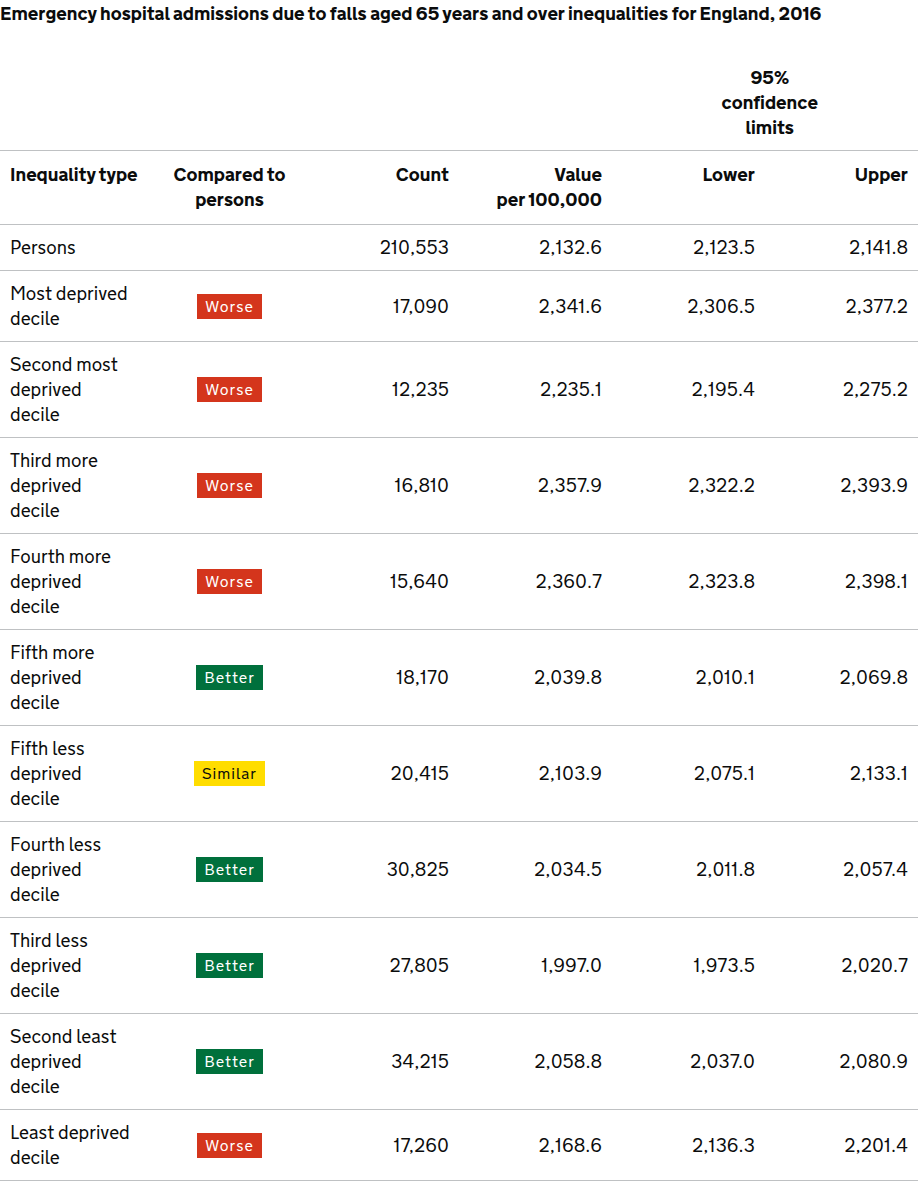 Emergency hospital admissions due to falls aged 65 years and over inequalities for England, 2016
95%
confidence
limits
Inequality type Compared to persons Count Value per 100,000 Lower Upper
Persons 210,553 2,132.6 2,123.5 2,141.8
Most deprived decile Worse 17,090 2,341.6 2,306.5 2,377.2
Second most deprived decile Worse 12,235 2,235.1 2,195.4 2,275.2
Third more deprived decile Worse 16,810 2,357.9 2,322.2 2,393.9
Fourth more deprived decile Worse 15,640 2,360.7 2,323.8 2,398.1
Fifth more deprived decile Better 18,170 2,039.8 2,010.1 2,069.8
Fifth less deprived decile Similar 20,415 2,103.9 2,075.1 2,133.1
Fourth less deprived decile Better 30,825 2,034.5 2,011.8 2,057.4
Third less deprived decile Better 27,805 1,997.0 1,973.5 2,020.7
Second least deprived decile Better 34,215 2,058.8 2,037.0 2,080.9
Least deprived decile Worse 17,260 2,168.6 2,136.3 2,201.4